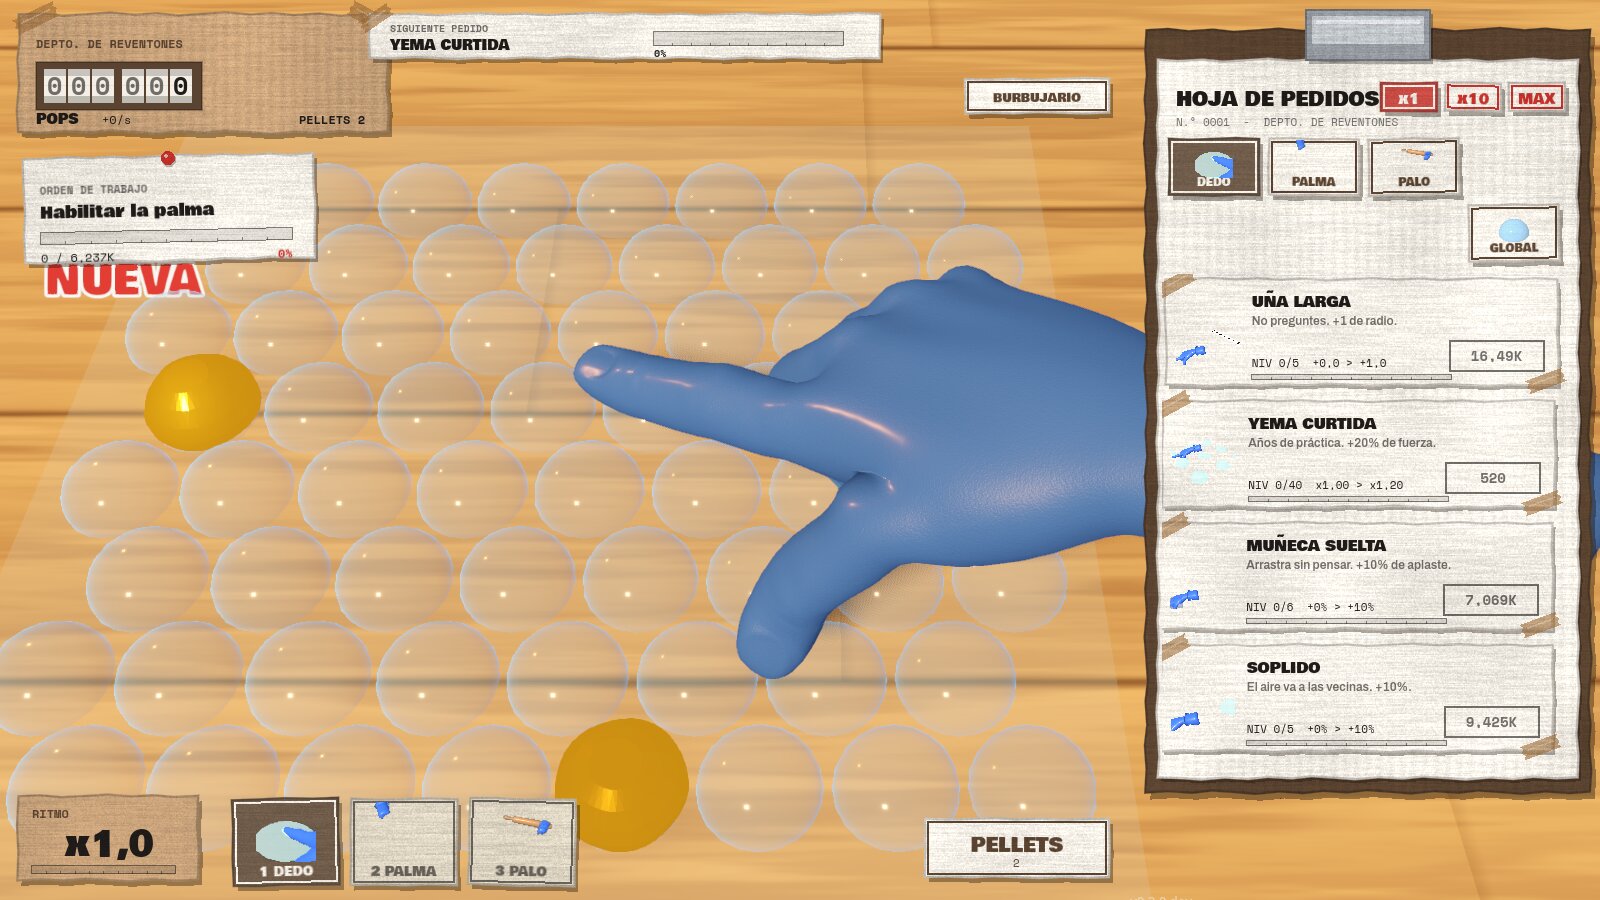 DEPTO. DE REVENTONES
000000
POPS +0/s PELLETS 2
SIGUIENTE PEDIDO
YEMA CURTIDA
0%
BURBUJARIO
ORDEN DE TRABAJO
Habilitar la palma
0 / 6,237K 0%
NUEVA
HOJA DE PEDIDOS x1 x10 MAX
N.° 0001 - DEPTO. DE REVENTONES
DEDO PALMA PALO
GLOBAL
UÑA LARGA
No preguntes. +1 de radio.
NIV 0/5 +0,0 > +1,0 16,49K
YEMA CURTIDA
Años de práctica. +20% de fuerza.
NIV 0/40 x1,00 > x1,20 520
MUÑECA SUELTA
Arrastra sin pensar. +10% de aplaste.
NIV 0/6 +0% > +10% 7,069K
SOPLIDO
El aire va a las vecinas. +10%.
NIV 0/5 +0% > +10% 9,425K
RITMO
x1,0
1 DEDO 2 PALMA 3 PALO
PELLETS
2